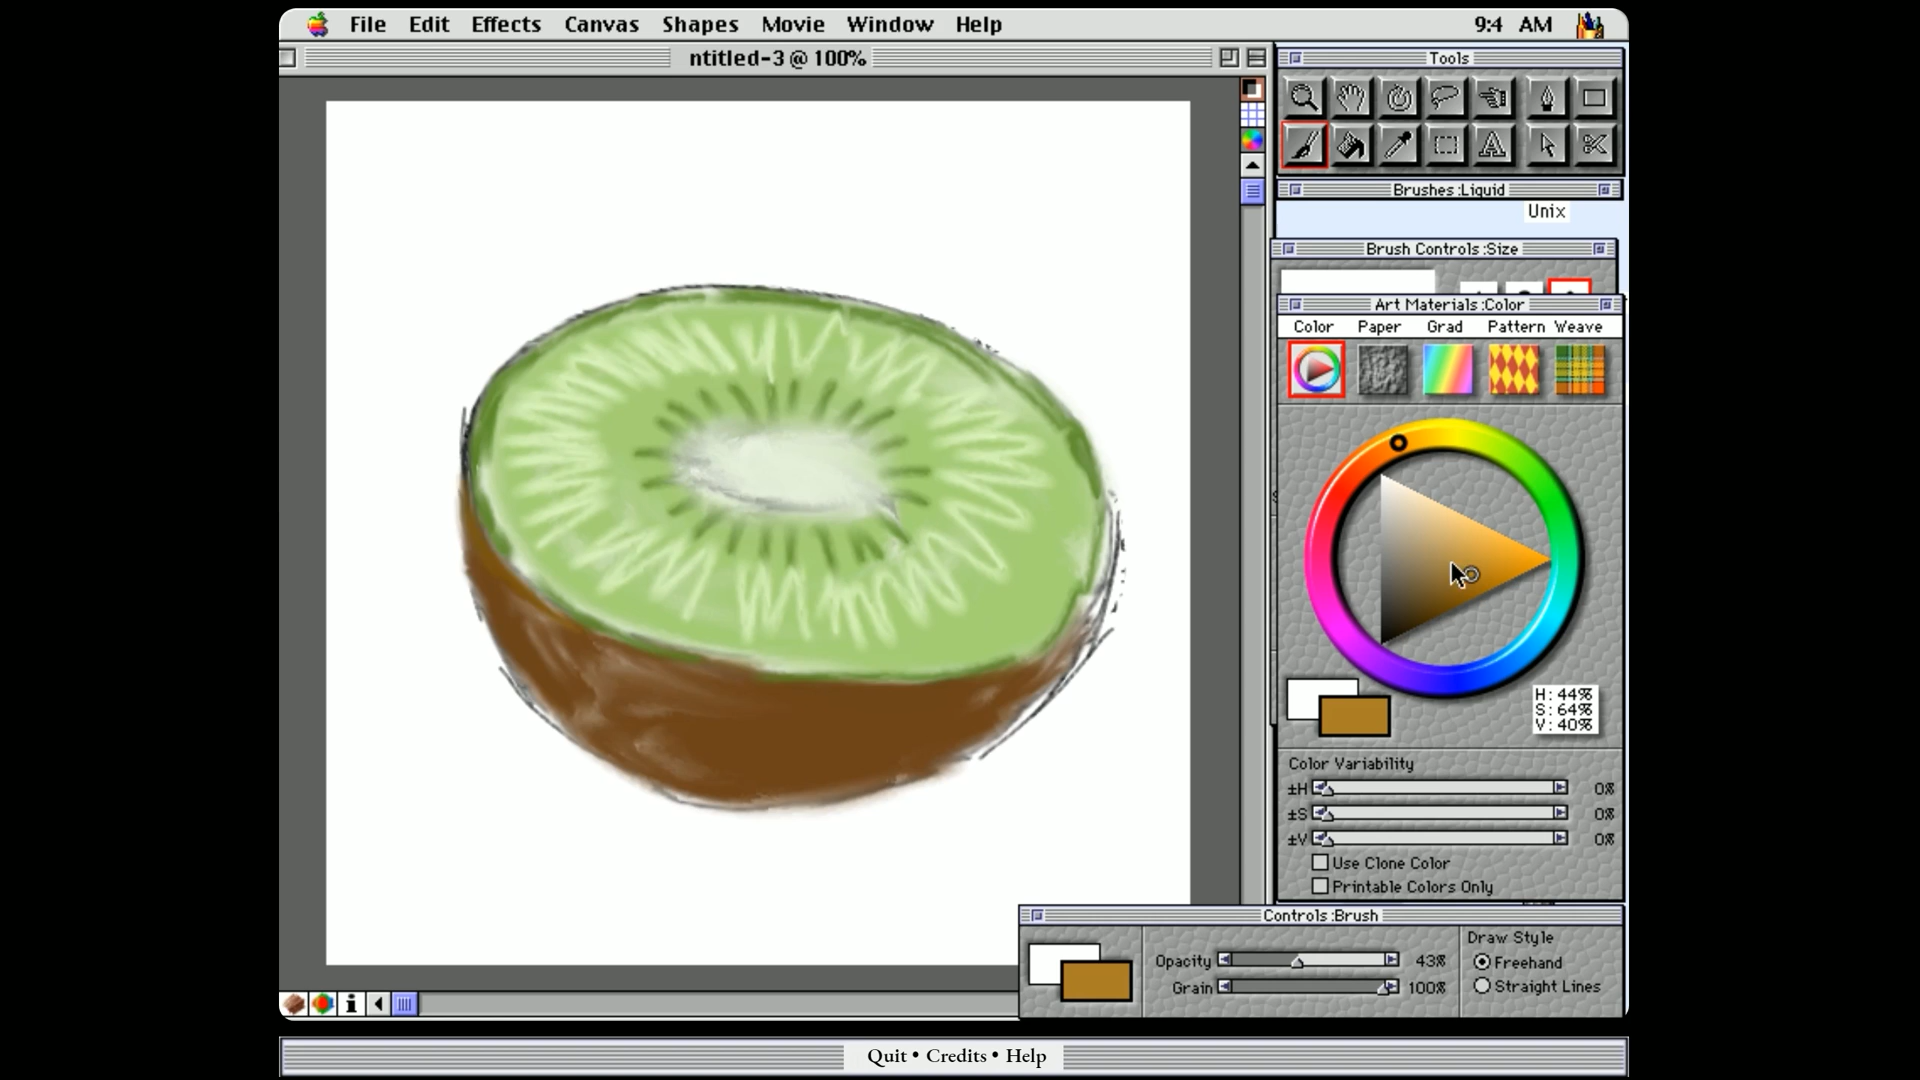 File Edit Effects Canvas Shapes Movie Window Help 9:4 AM
ntitled-3 @ 100%
Tools
Brushes :Liquid
Unix
Brush Controls :Size
Art Materials :Color
Color Paper Grad Pattern Weave
H: 44%
S: 64%
V: 40%
Color Variability
±H 0%
±S 0%
±V 0%
Use Clone Color
Printable Colors Only
Controls :Brush
Draw Style
Opacity 43% Freehand
Grain 100% Straight Lines
Quit • Credits • Help